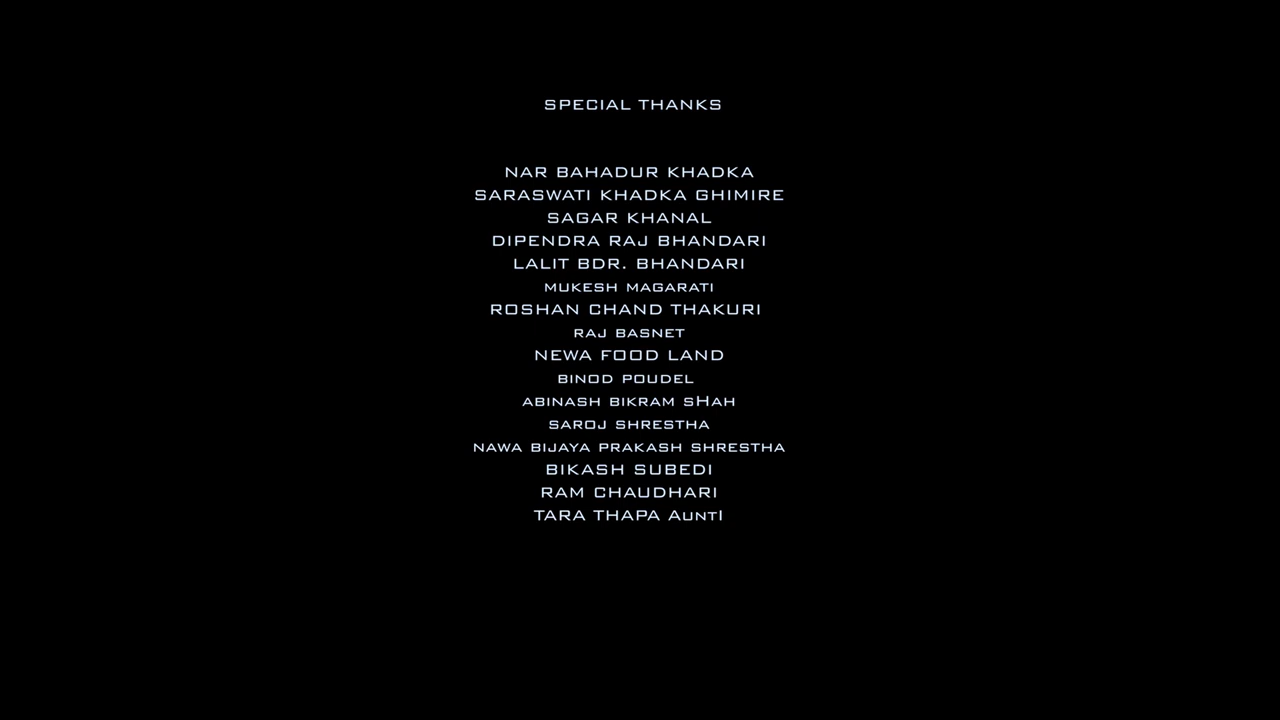 SPECIAL THANKS
NAR BAHADUR KHADKA
SARASWATI KHADKA GHIMIRE
SAGAR KHANAL
DIPENDRA RAJ BHANDARI
LALIT BDR. BHANDARI
MUKESH MAGARATI
ROSHAN CHAND THAKURI
RAJ BASNET
NEWA FOOD LAND
BINOD POUDEL
ABINASH BIKRAM SHAH
SAROJ SHRESTHA
NAWA BIJAYA PRAKASH SHRESTHA
BIKASH SUBEDI
RAM CHAUDHARI
TARA THAPA AUNTI